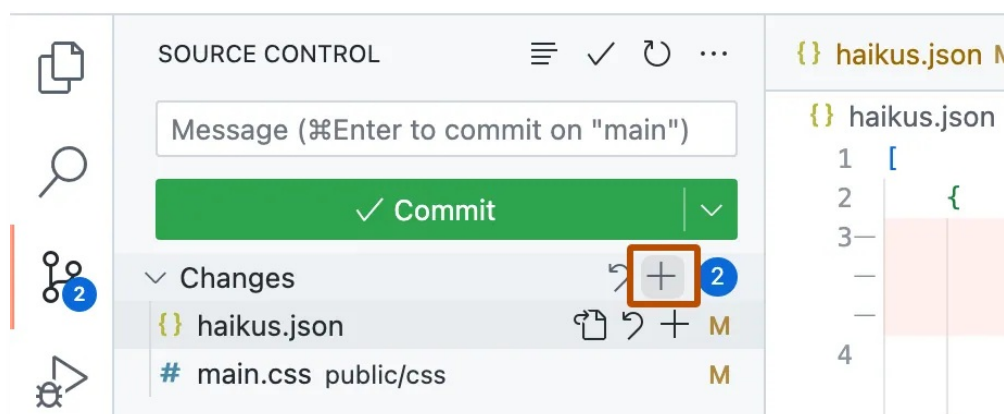 SOURCE CONTROL
Message (⌘Enter to commit on "main")
Commit
Changes 2
{} haikus.json M
# main.css public/css M
2
{} haikus.json M
{} haikus.json
1 [
2 {
3
4